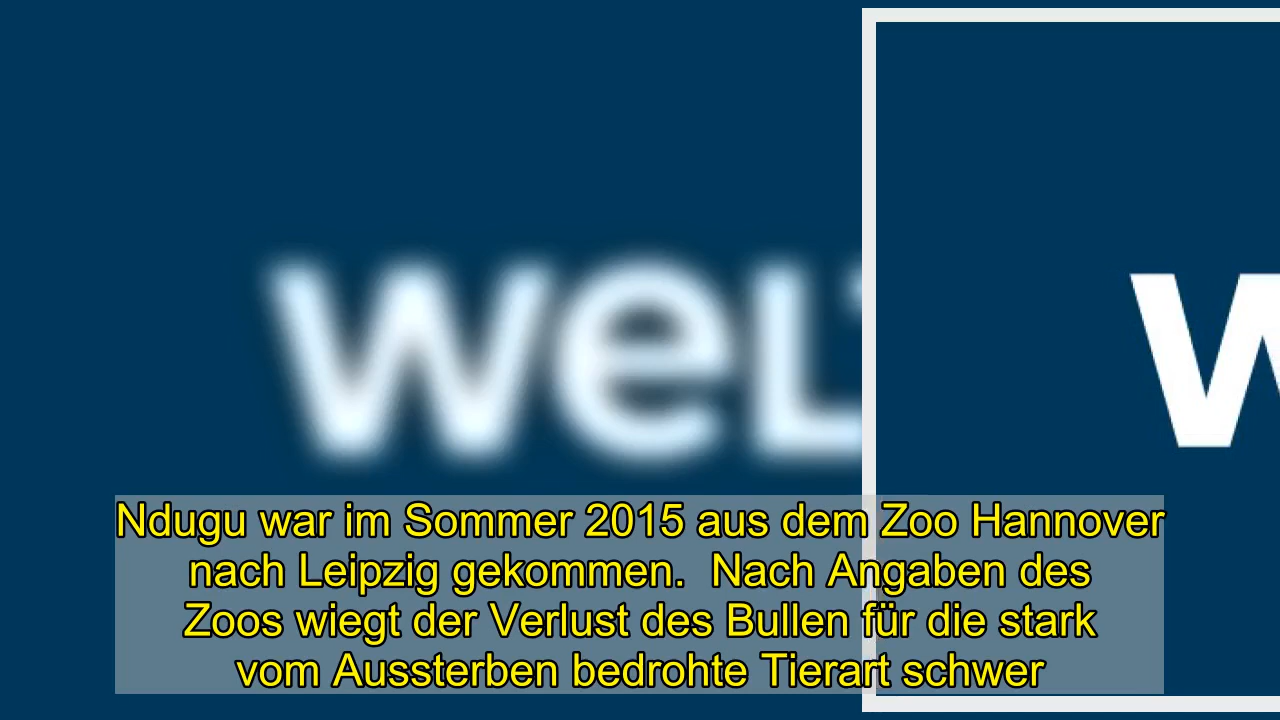 welt
w
Ndugu war im Sommer 2015 aus dem Zoo Hannover
nach Leipzig gekommen.  Nach Angaben des
Zoos wiegt der Verlust des Bullen für die stark
vom Aussterben bedrohte Tierart schwer